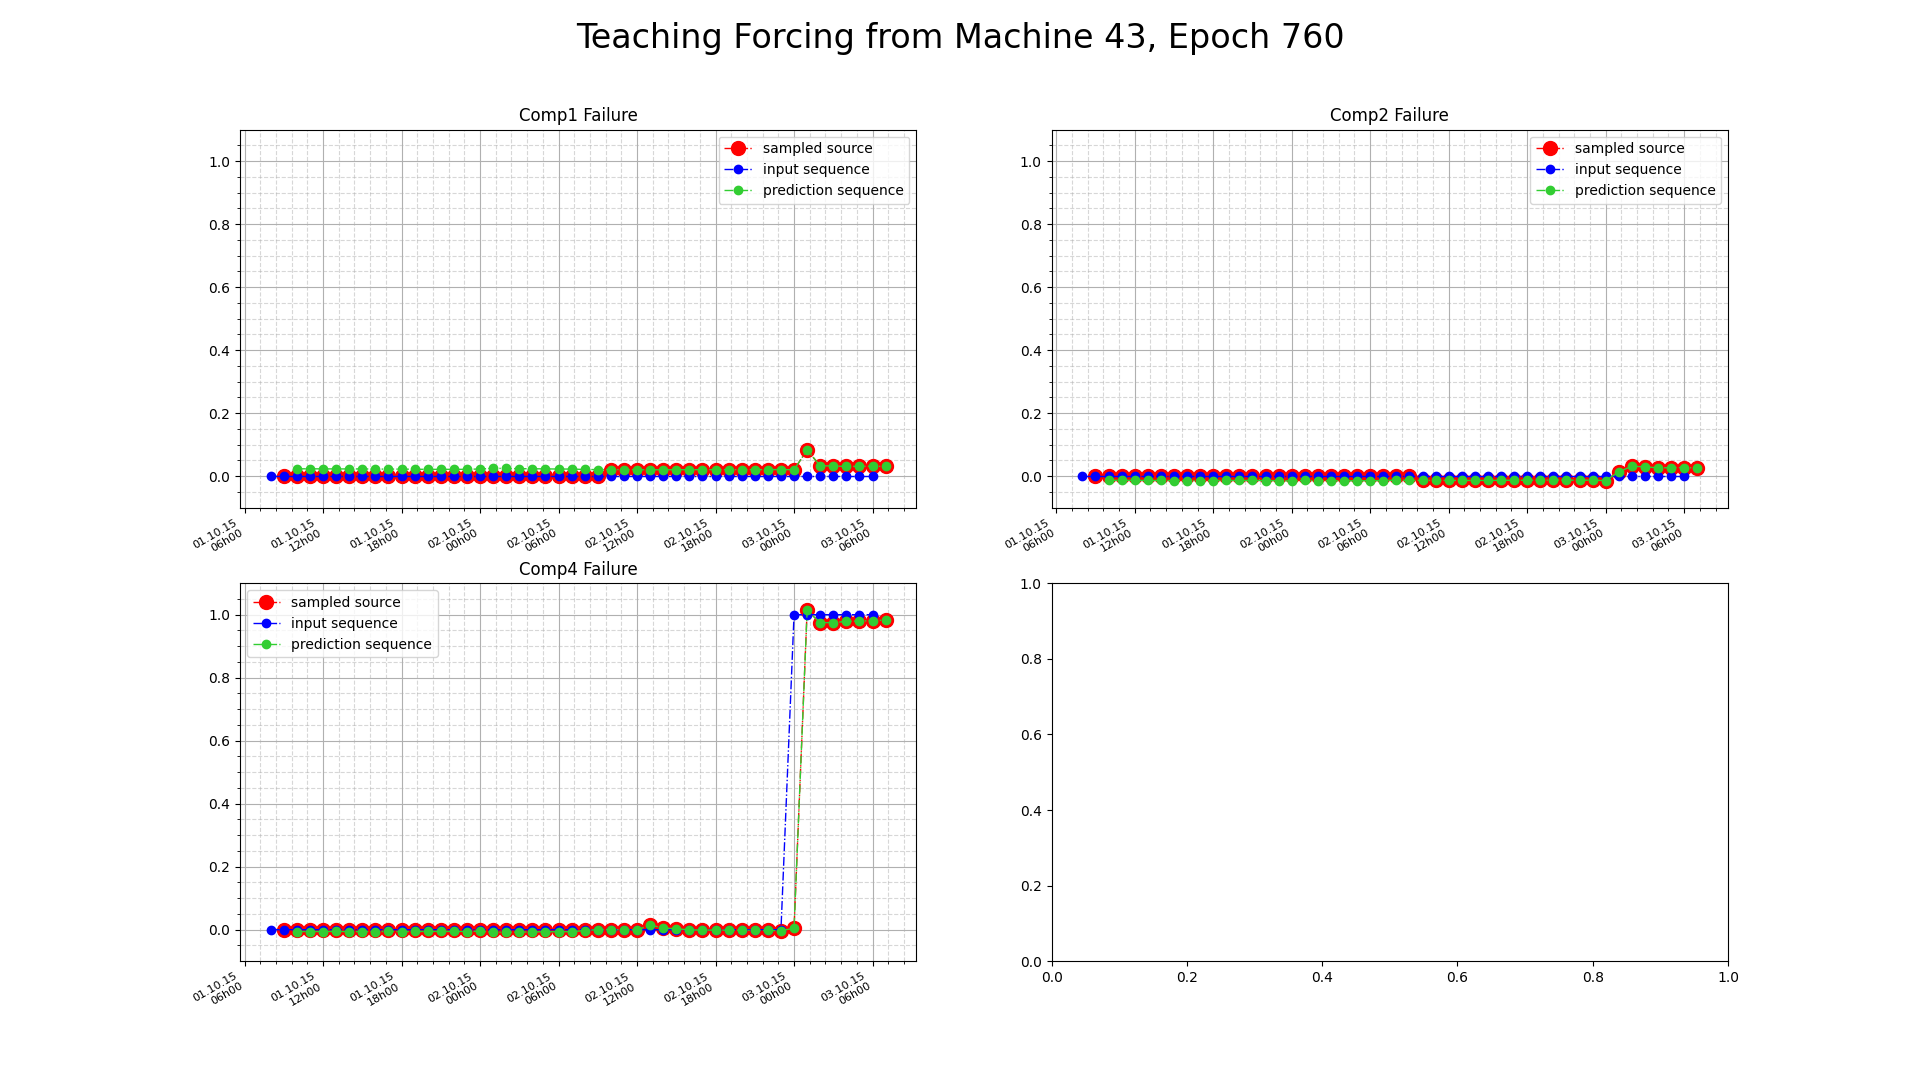 Teaching Forcing from Machine 43, Epoch 760
Comp1 Failure
sampled source
input sequence
prediction sequence
1.0
0.8
0.6
0.4
0.2
0.0
01.10.15
06h00
01.10.15
12h00
01.10.15
18h00
02.10.15
00h00
02.10.15
06h00
02.10.15
12h00
02.10.15
18h00
03.10.15
00h00
03.10.15
06h00
Comp2 Failure
sampled source
input sequence
prediction sequence
1.0
0.8
0.6
0.4
0.2
0.0
01.10.15
06h00
01.10.15
12h00
01.10.15
18h00
02.10.15
00h00
02.10.15
06h00
02.10.15
12h00
02.10.15
18h00
03.10.15
00h00
03.10.15
06h00
Comp4 Failure
sampled source
input sequence
prediction sequence
1.0
0.8
0.6
0.4
0.2
0.0
01.10.15
06h00
01.10.15
12h00
01.10.15
18h00
02.10.15
00h00
02.10.15
06h00
02.10.15
12h00
02.10.15
18h00
03.10.15
00h00
03.10.15
06h00
1.0
0.8
0.6
0.4
0.2
0.0
0.0 0.2 0.4 0.6 0.8 1.0